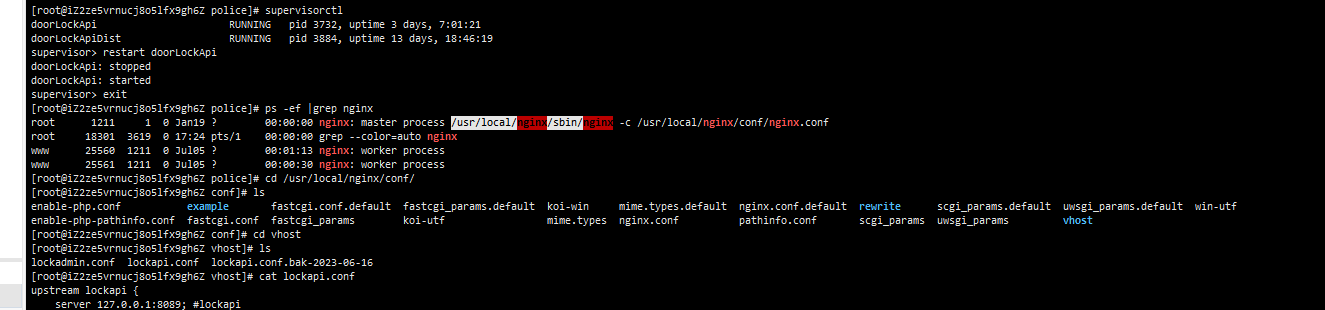 [root@iZ2ze5vrnucj8o5lfx9gh6Z police]# supervisorctl
doorLockApi RUNNING pid 3732, uptime 3 days, 7:01:21
doorLockApiDist RUNNING pid 3884, uptime 13 days, 18:46:19
supervisor> restart doorLockApi
doorLockApi: stopped
doorLockApi: started
supervisor> exit
[root@iZ2ze5vrnucj8o5lfx9gh6Z police]# ps -ef |grep nginx
root 1211 1 0 Jan19 ? 00:00:00 nginx: master process /usr/local/nginx/sbin/nginx -c /usr/local/nginx/conf/nginx.conf
root 18301 3619 0 17:24 pts/1 00:00:00 grep --color=auto nginx
www 25560 1211 0 Jul05 ? 00:01:13 nginx: worker process
www 25561 1211 0 Jul05 ? 00:00:30 nginx: worker process
[root@iZ2ze5vrnucj8o5lfx9gh6Z police]# cd /usr/local/nginx/conf/
[root@iZ2ze5vrnucj8o5lfx9gh6Z conf]# ls
enable-php.conf example fastcgi.conf.default fastcgi_params.default koi-win mime.types.default nginx.conf.default rewrite scgi_params.default uwsgi_params.default win-utf
enable-php-pathinfo.conf fastcgi.conf fastcgi_params koi-utf mime.types nginx.conf pathinfo.conf scgi_params uwsgi_params vhost
[root@iZ2ze5vrnucj8o5lfx9gh6Z conf]# cd vhost
[root@iZ2ze5vrnucj8o5lfx9gh6Z vhost]# ls
lockadmin.conf lockapi.conf lockapi.conf.bak-2023-06-16
[root@iZ2ze5vrnucj8o5lfx9gh6Z vhost]# cat lockapi.conf
upstream lockapi {
server 127.0.0.1:8089; #lockapi